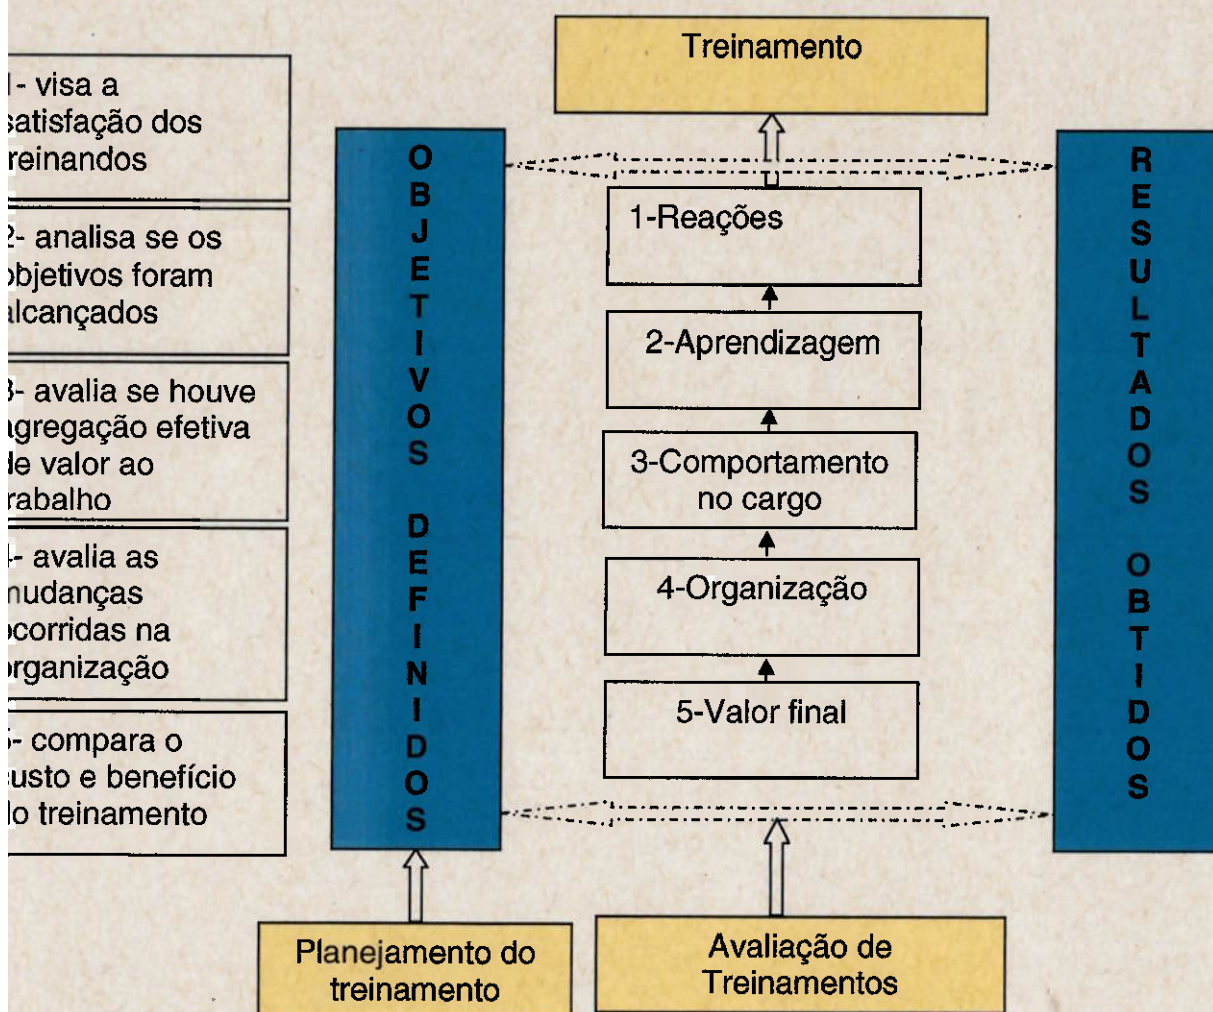 Treinamento
1- visa a
satisfação dos
treinandos
2- analisa se os
objetivos foram
alcançados
3- avalia se houve
agregação efetiva
de valor ao
trabalho
4- avalia as
mudanças
ocorridas na
organização
5- compara o
custo e benefício
do treinamento
OBJETIVOS DEFINIDOS
1-Reações
2-Aprendizagem
3-Comportamento
no cargo
4-Organização
5-Valor final
RESULTADOS OBTIDOS
Planejamento do
treinamento
Avaliação de
Treinamentos